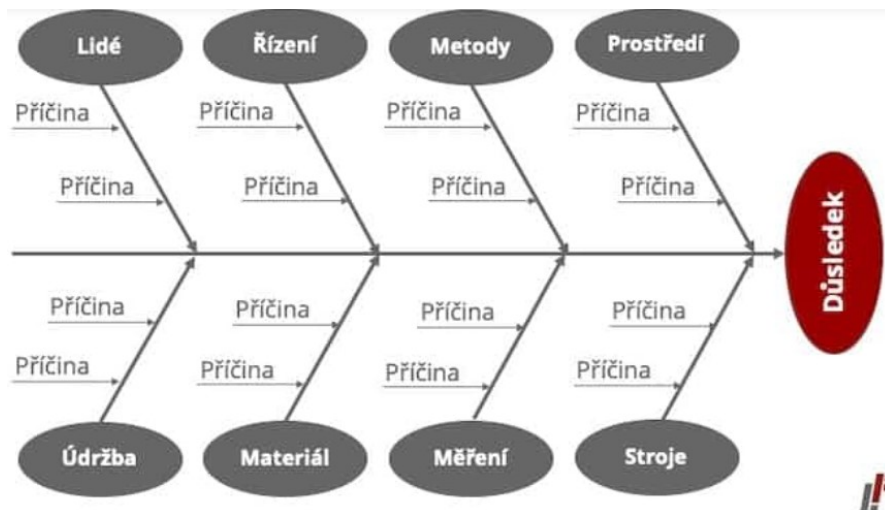 Lidé
Řízení
Metody
Prostředí
Příčina
Příčina
Příčina
Příčina
Příčina
Příčina
Příčina
Příčina
Důsledek
Příčina
Příčina
Příčina
Příčina
Příčina
Příčina
Příčina
Příčina
Údržba
Materiál
Měření
Stroje